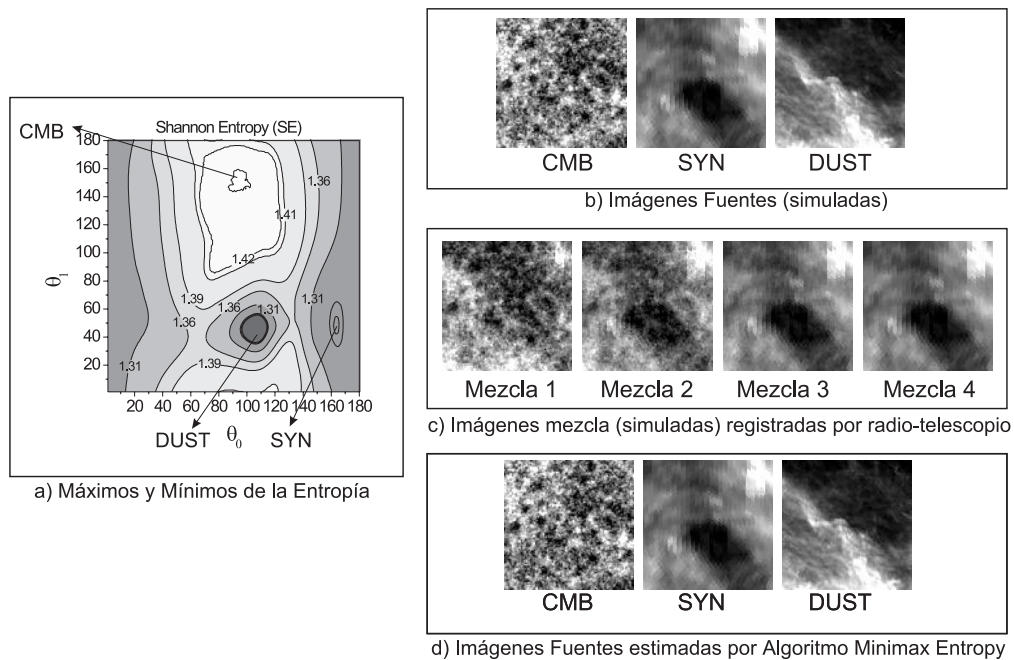 CMB
Shannon Entropy (SE)
180
160
140
120
100
80
60
40
20
θ1
1.36
1.41
1.42
1.39
1.36
1.31
1.31
1.36
1.39
1.31
20 40 60 80 100 120 140 160 180
DUST θ0 SYN
a) Máximos y Mínimos de la Entropía
CMB SYN DUST
b) Imágenes Fuentes (simuladas)
Mezcla 1 Mezcla 2 Mezcla 3 Mezcla 4
c) Imágenes mezcla (simuladas) registradas por radio-telescopio
CMB SYN DUST
d) Imágenes Fuentes estimadas por Algoritmo Minimax Entropy